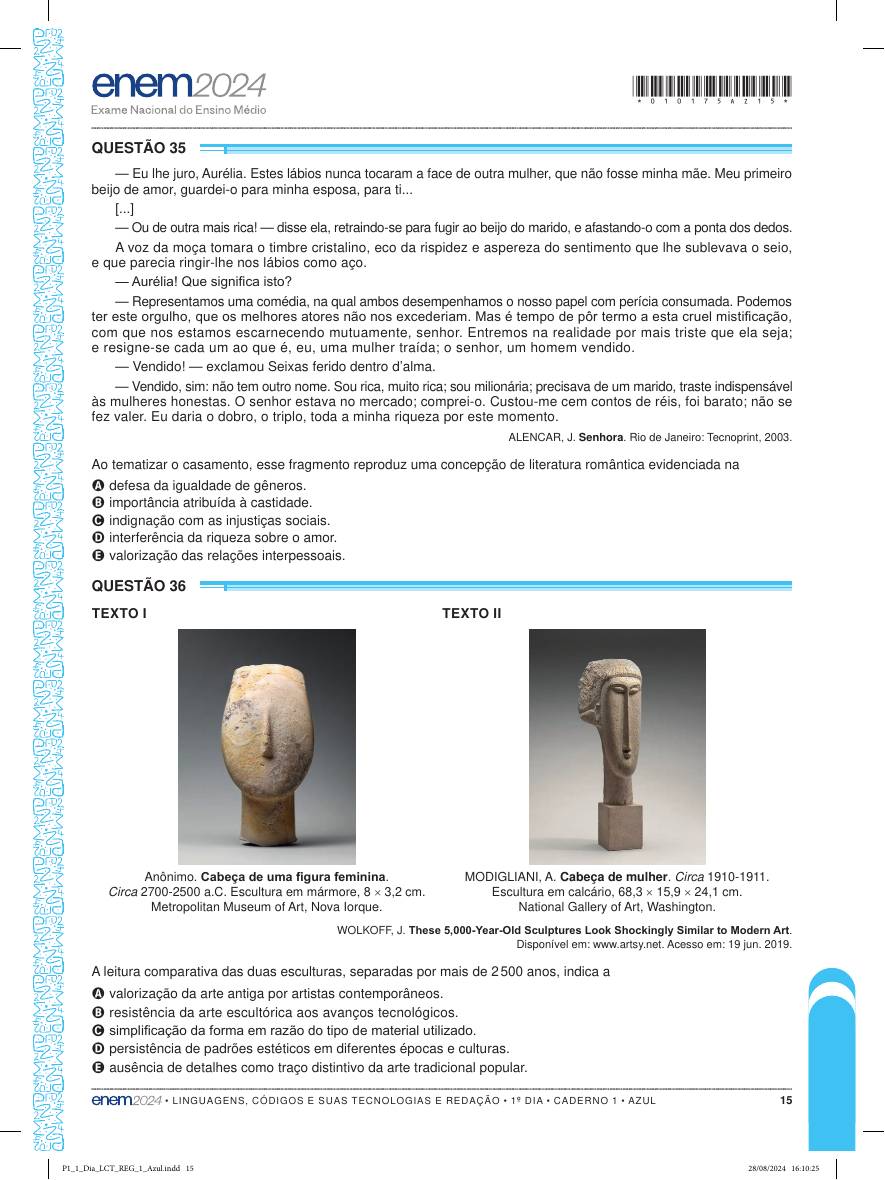 enem2024
Exame Nacional do Ensino Médio
*010175AZ15*
QUESTÃO 35
— Eu lhe juro, Aurélia. Estes lábios nunca tocaram a face de outra mulher, que não fosse minha mãe. Meu primeiro
beijo de amor, guardei-o para minha esposa, para ti...
[...]
— Ou de outra mais rica! — disse ela, retraindo-se para fugir ao beijo do marido, e afastando-o com a ponta dos dedos.
A voz da moça tomara o timbre cristalino, eco da rispidez e aspereza do sentimento que lhe sublevava o seio,
e que parecia ringir-lhe nos lábios como aço.
— Aurélia! Que significa isto?
— Representamos uma comédia, na qual ambos desempenhamos o nosso papel com perícia consumada. Podemos
ter este orgulho, que os melhores atores não nos excederiam. Mas é tempo de pôr termo a esta cruel mistificação,
com que nos estamos escarnecendo mutuamente, senhor. Entremos na realidade por mais triste que ela seja;
e resigne-se cada um ao que é, eu, uma mulher traída; o senhor, um homem vendido.
— Vendido! — exclamou Seixas ferido dentro d'alma.
— Vendido, sim: não tem outro nome. Sou rica, muito rica; sou milionária; precisava de um marido, traste indispensável
às mulheres honestas. O senhor estava no mercado; comprei-o. Custou-me cem contos de réis, foi barato; não se
fez valer. Eu daria o dobro, o triplo, toda a minha riqueza por este momento.
ALENCAR, J. Senhora. Rio de Janeiro: Tecnoprint, 2003.
Ao tematizar o casamento, esse fragmento reproduz uma concepção de literatura romântica evidenciada na
A defesa da igualdade de gêneros.
B importância atribuída à castidade.
C indignação com as injustiças sociais.
D interferência da riqueza sobre o amor.
E valorização das relações interpessoais.
QUESTÃO 36
TEXTO I
TEXTO II
Anônimo. Cabeça de uma figura feminina.
Circa 2700-2500 a.C. Escultura em mármore, 8 × 3,2 cm.
Metropolitan Museum of Art, Nova Iorque.
MODIGLIANI, A. Cabeça de mulher. Circa 1910-1911.
Escultura em calcário, 68,3 × 15,9 × 24,1 cm.
National Gallery of Art, Washington.
WOLKOFF, J. These 5,000-Year-Old Sculptures Look Shockingly Similar to Modern Art.
Disponível em: www.artsy.net. Acesso em: 19 jun. 2019.
A leitura comparativa das duas esculturas, separadas por mais de 2 500 anos, indica a
A valorização da arte antiga por artistas contemporâneos.
B resistência da arte escultórica aos avanços tecnológicos.
C simplificação da forma em razão do tipo de material utilizado.
D persistência de padrões estéticos em diferentes épocas e culturas.
E ausência de detalhes como traço distintivo da arte tradicional popular.
enem2024 • LINGUAGENS, CÓDIGOS E SUAS TECNOLOGIAS E REDAÇÃO • 1º DIA • CADERNO 1 • AZUL 15
P1_1_Dia_LCT_REG_1_Azul.indd 15
28/08/2024 16:10:25